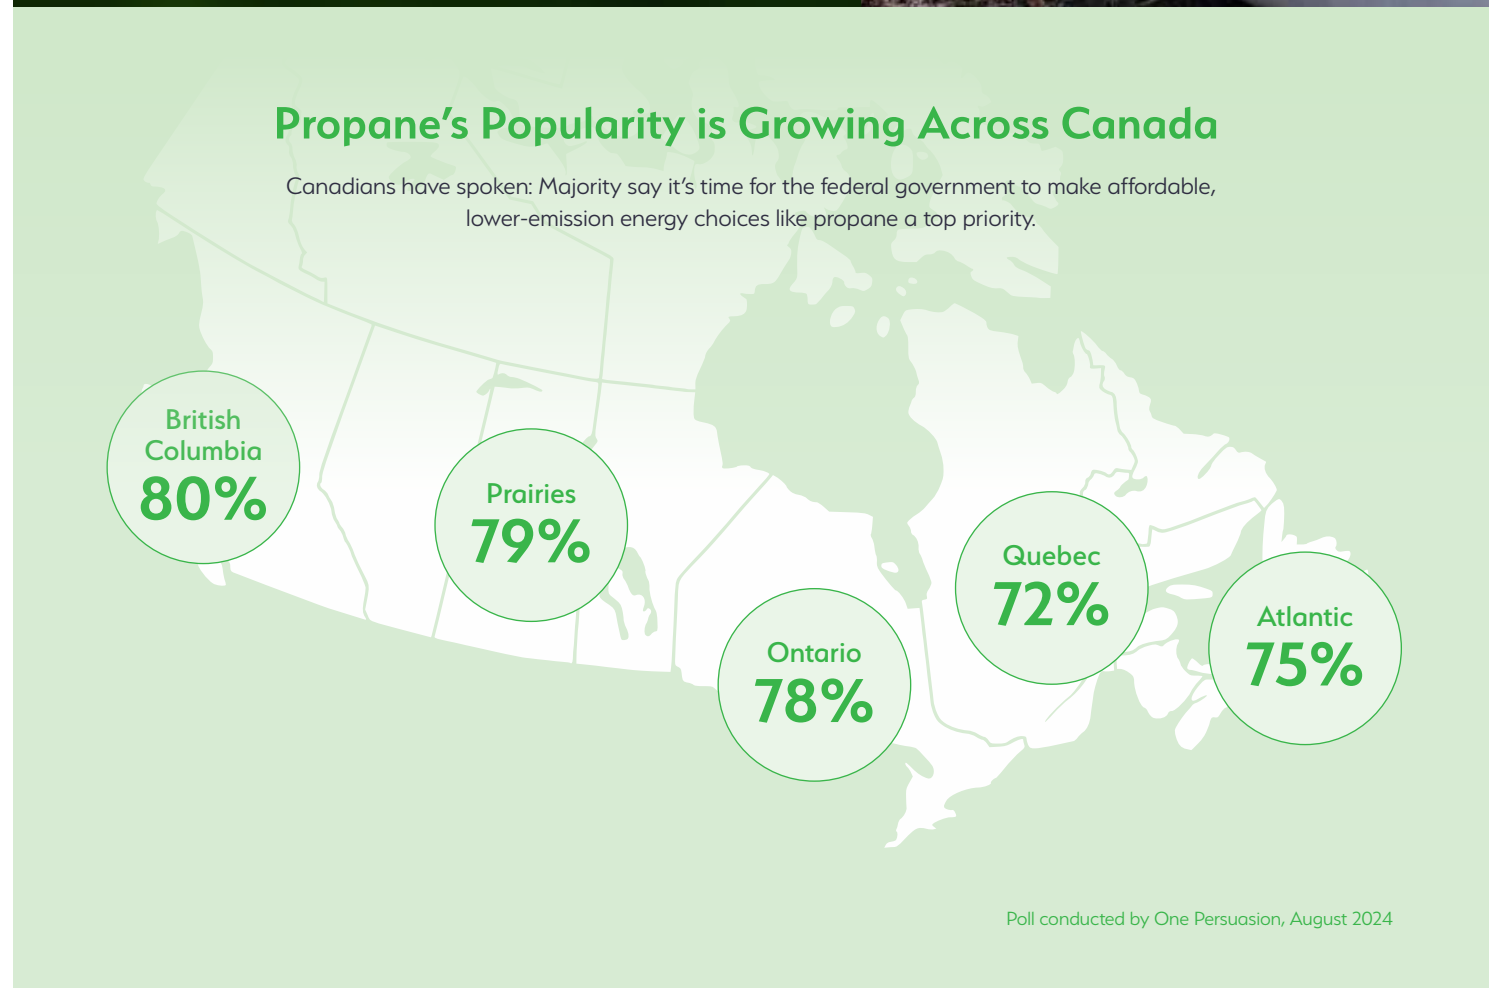 Propane’s Popularity is Growing Across Canada
Canadians have spoken: Majority say it’s time for the federal government to make affordable,
lower-emission energy choices like propane a top priority.
British
Columbia
80%
Prairies
79%
Ontario
78%
Quebec
72%
Atlantic
75%
Poll conducted by One Persuasion, August 2024